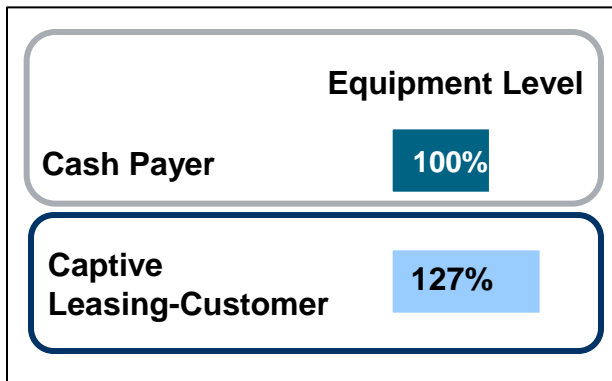 Equipment Level
Cash Payer
100%
Captive
Leasing-Customer
127%